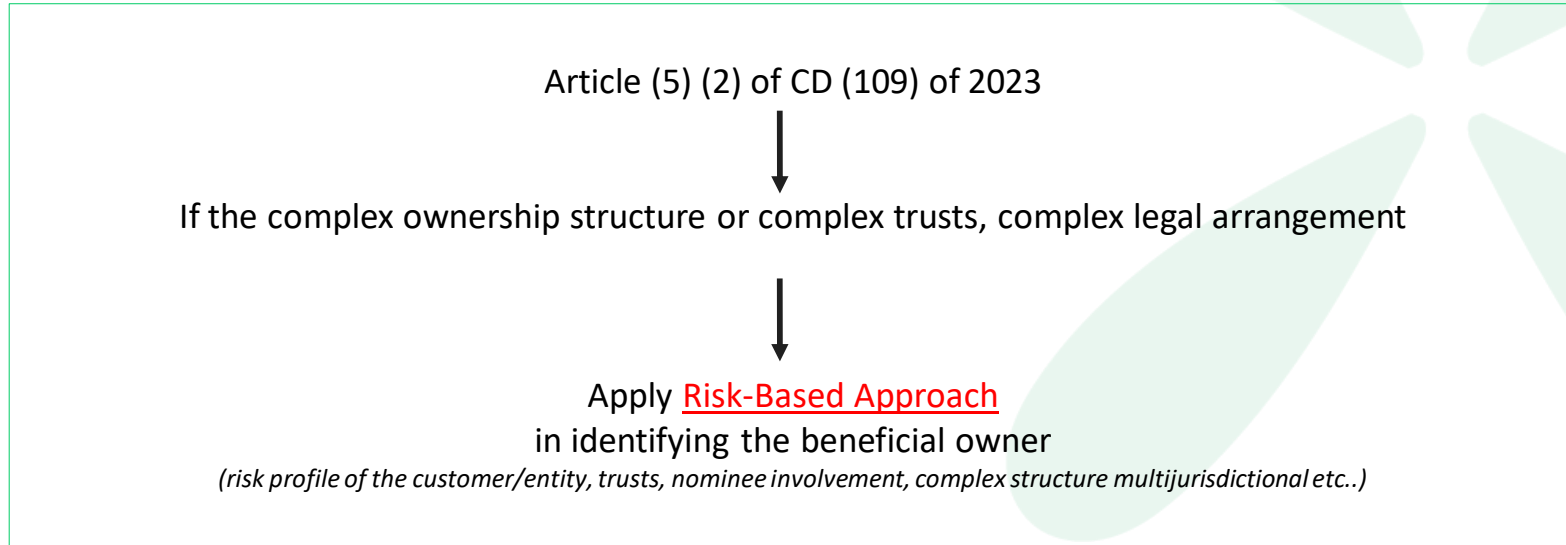 Article (5) (2) of CD (109) of 2023
If the complex ownership structure or complex trusts, complex legal arrangement
Apply Risk-Based Approach
in identifying the beneficial owner
(risk profile of the customer/entity, trusts, nominee involvement, complex structure multijurisdictional etc..)